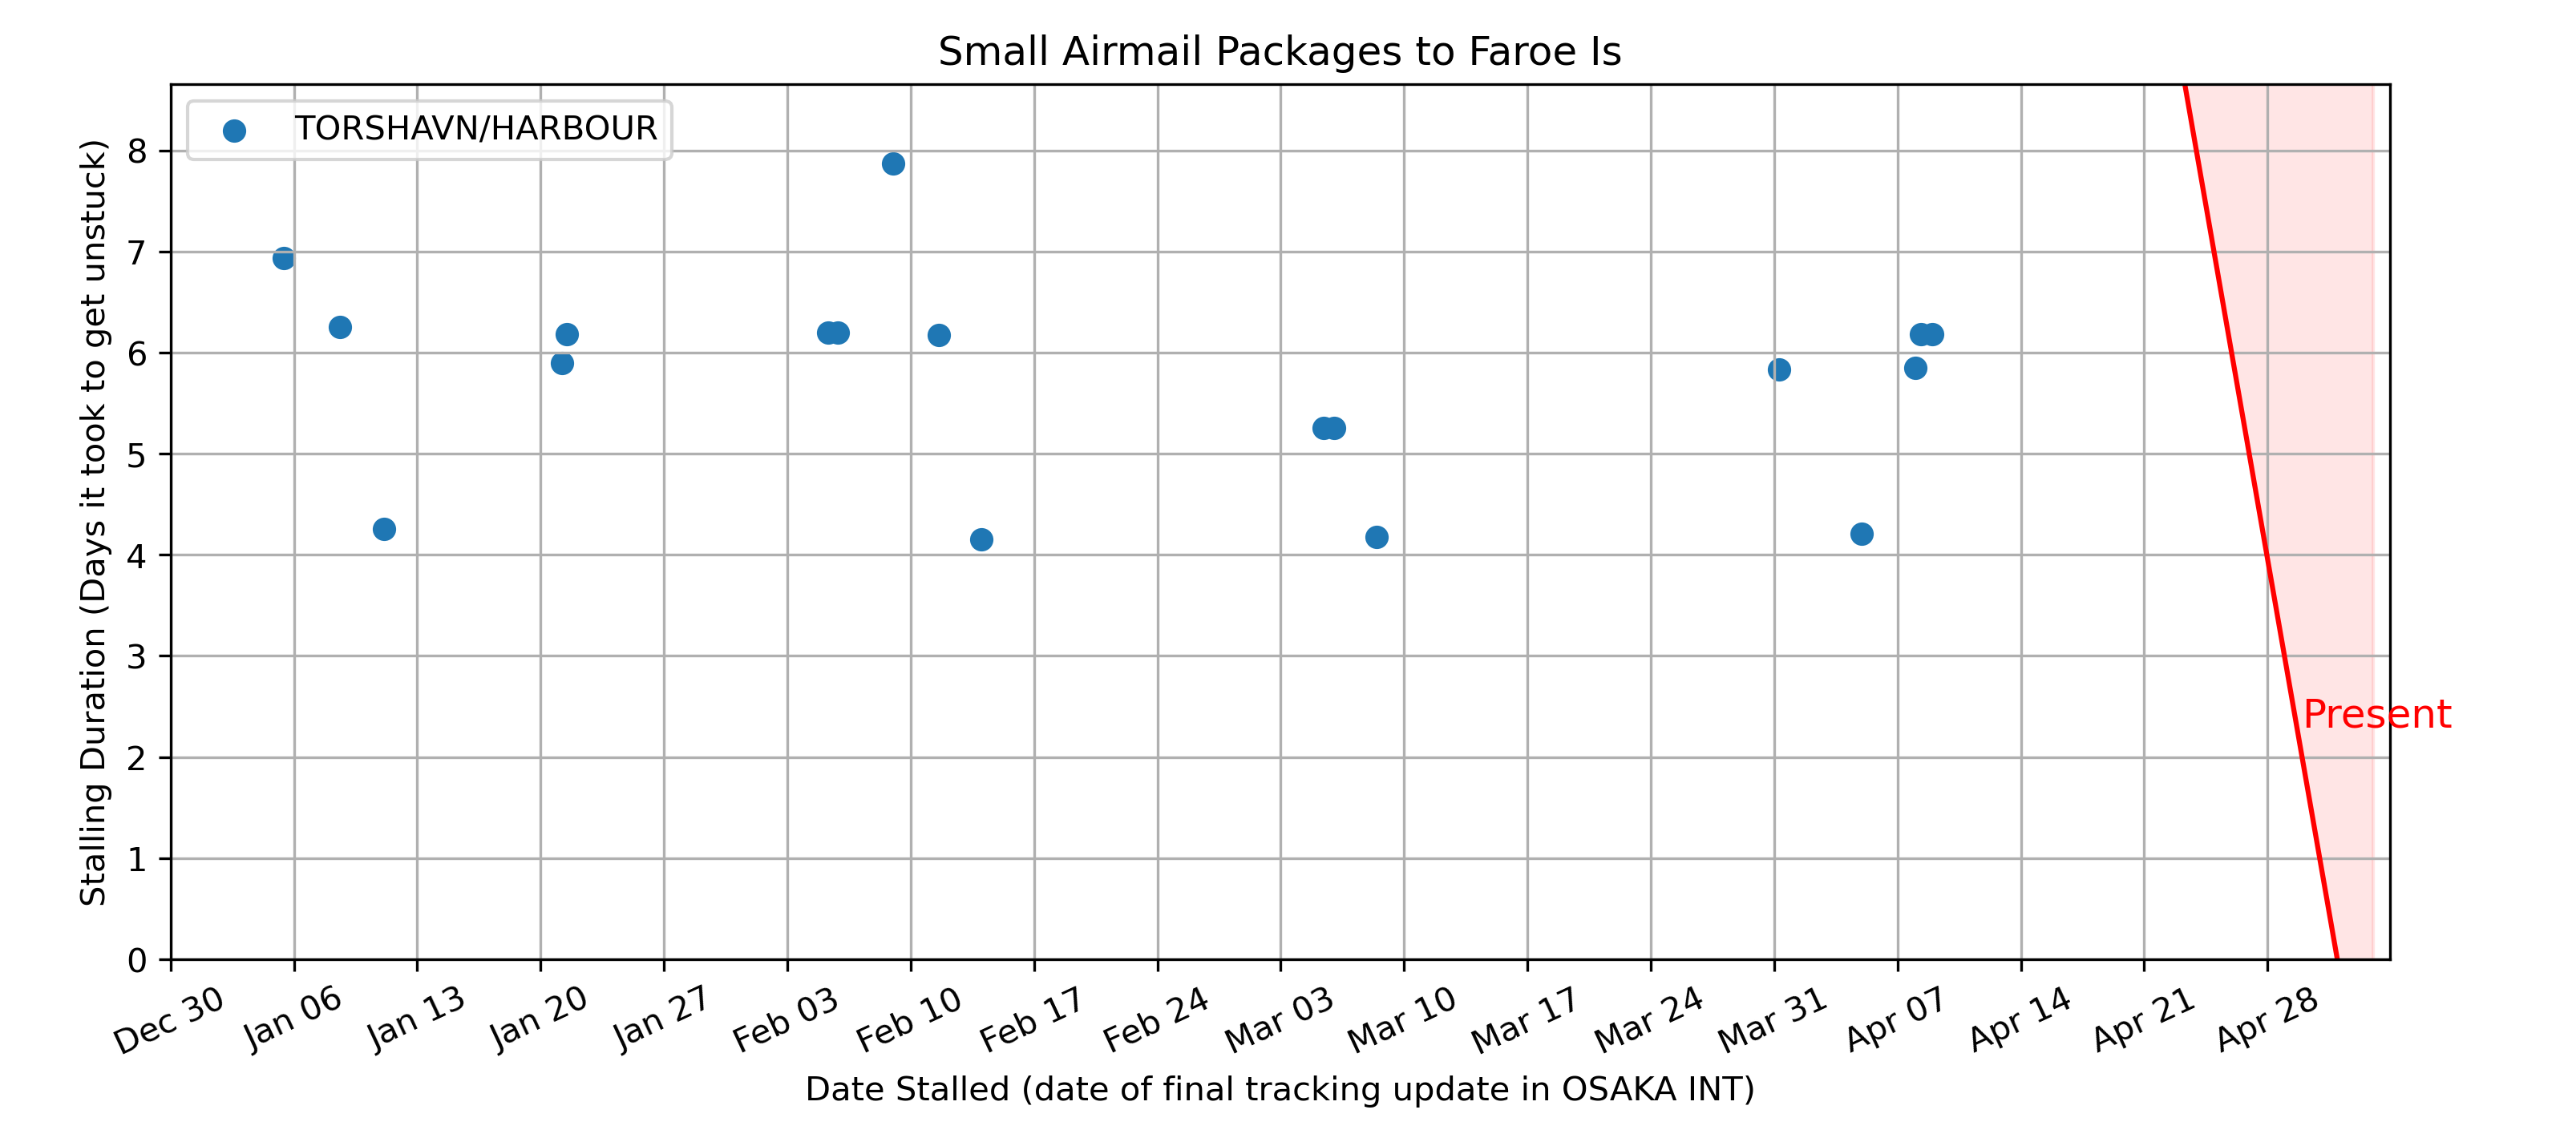 Small Airmail Packages to Faroe Is
TORSHAVN/HARBOUR
Stalling Duration (Days it took to get unstuck)
8
7
6
5
4
3
2
1
0
Present
Dec 30 Jan 06 Jan 13 Jan 20 Jan 27 Feb 03 Feb 10 Feb 17 Feb 24 Mar 03 Mar 10 Mar 17 Mar 24 Mar 31 Apr 07 Apr 14 Apr 21 Apr 28
Date Stalled (date of final tracking update in OSAKA INT)